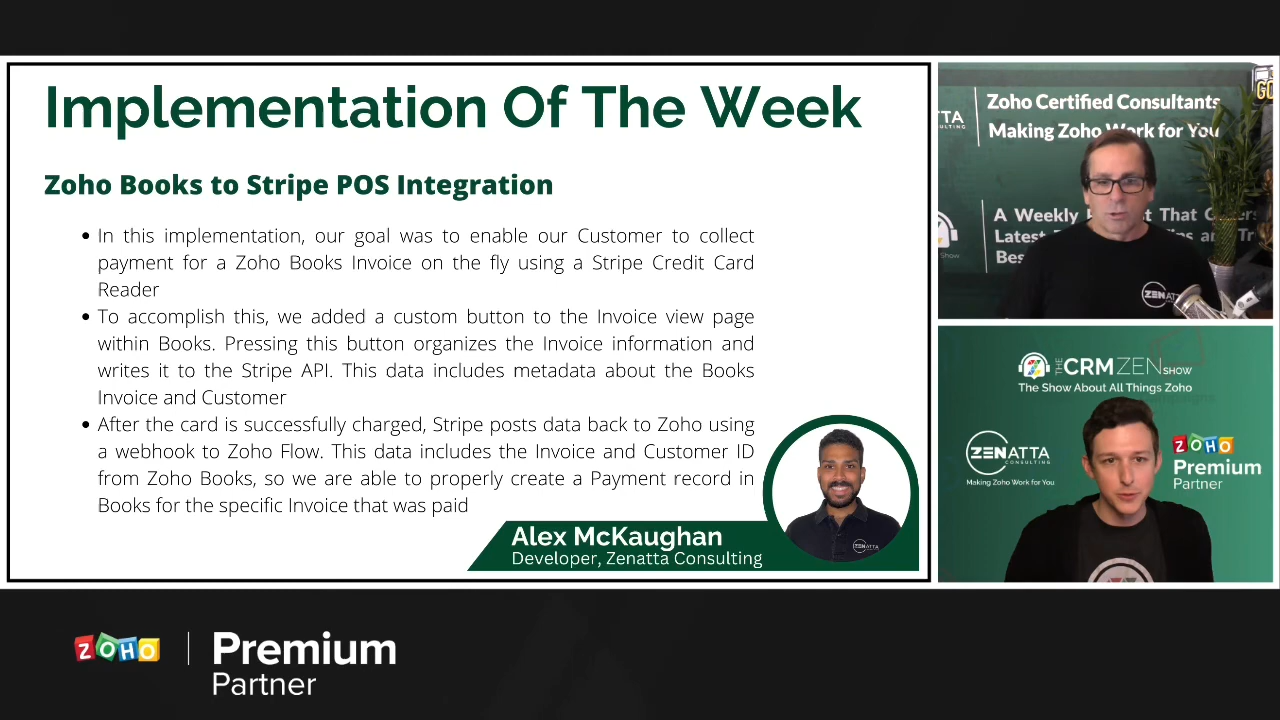 Implementation Of The Week
Zoho Books to Stripe POS Integration
In this implementation, our goal was to enable our Customer to collect
payment for a Zoho Books Invoice on the fly using a Stripe Credit Card
Reader
To accomplish this, we added a custom button to the Invoice view page
within Books. Pressing this button organizes the Invoice information and
writes it to the Stripe API. This data includes metadata about the Books
Invoice and Customer
After the card is successfully charged, Stripe posts data back to Zoho using
a webhook to Zoho Flow. This data includes the Invoice and Customer ID
from Zoho Books, so we are able to properly create a Payment record in
Books for the specific Invoice that was paid
Alex McKaughan
Developer, Zenatta Consulting
ZENATTA
Zoho Certified Consultants
Making Zoho Work for You
A Weekly
That
Latest
ZENATTA
THE CRMZEN SHOW
The Show About All Things Zoho
ZENATTA
CONSULTING
Making Zoho Work for You
ZOHO
Premium
Partner
ZOHO
Premium
Partner